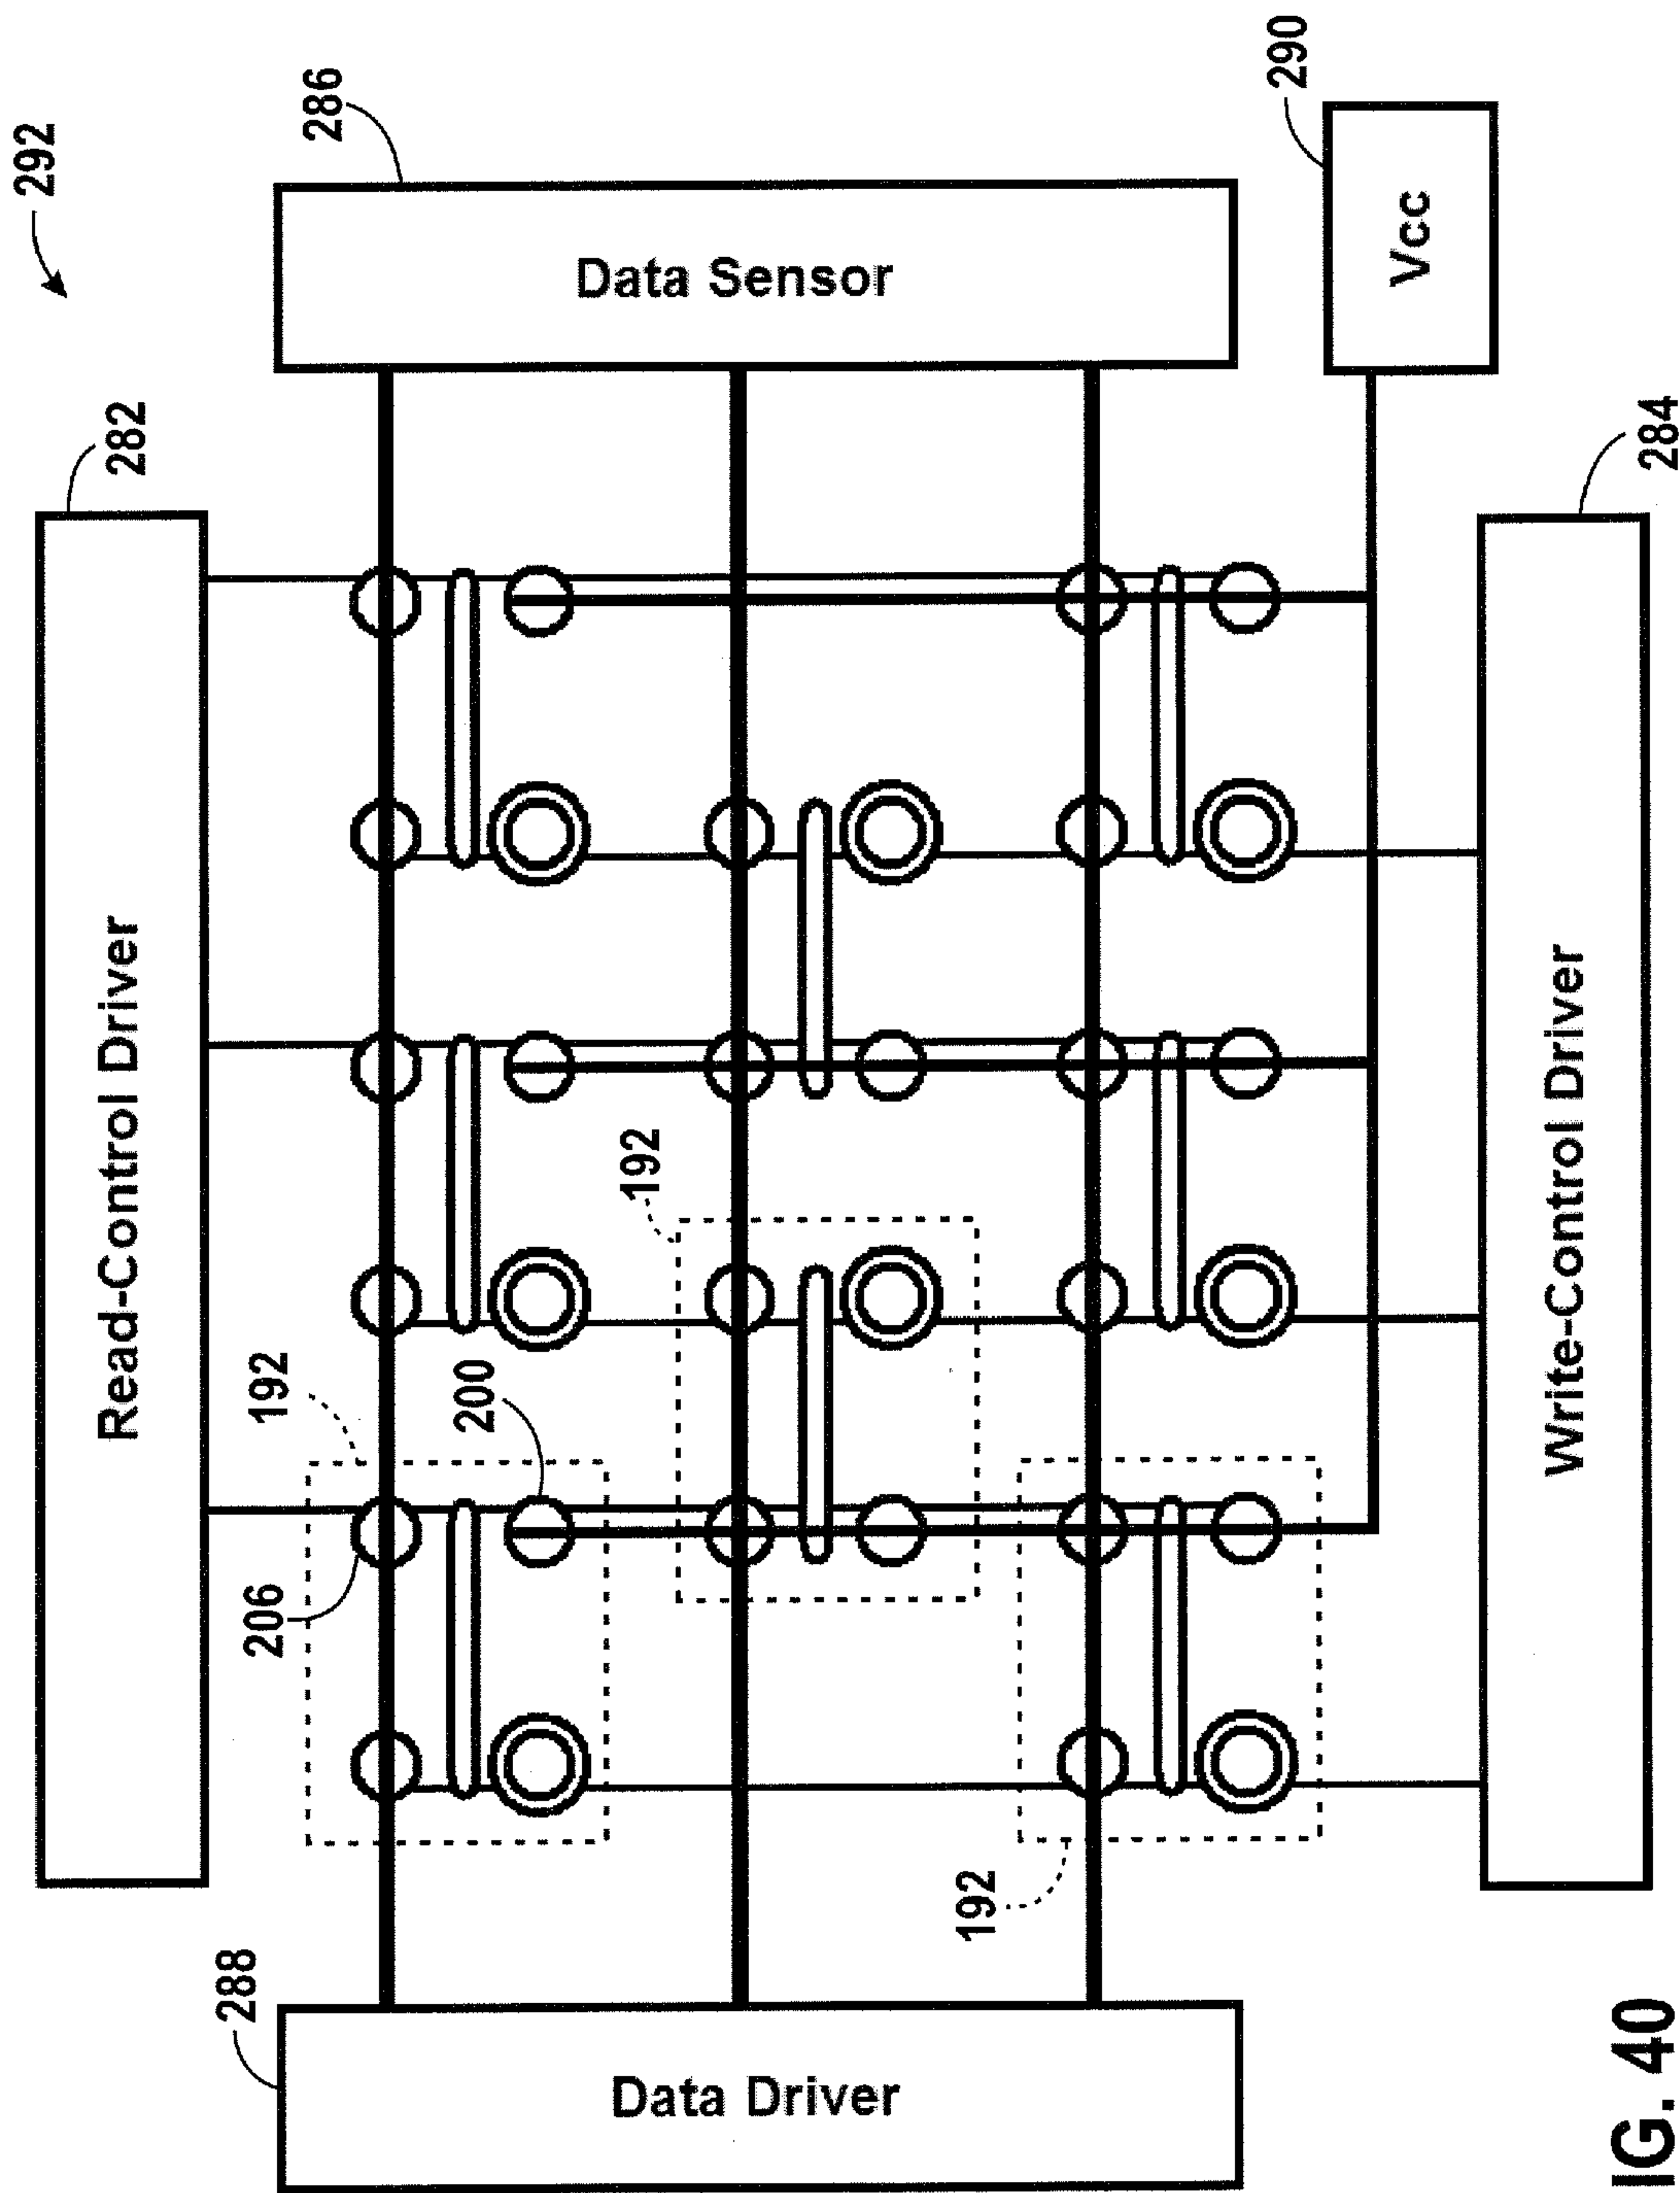 292
Read-Control Driver
282
288
206
192
286
200
192
Data Driver
Data Sensor
192
290
Vcc
Write-Control Driver
284
IG. 40